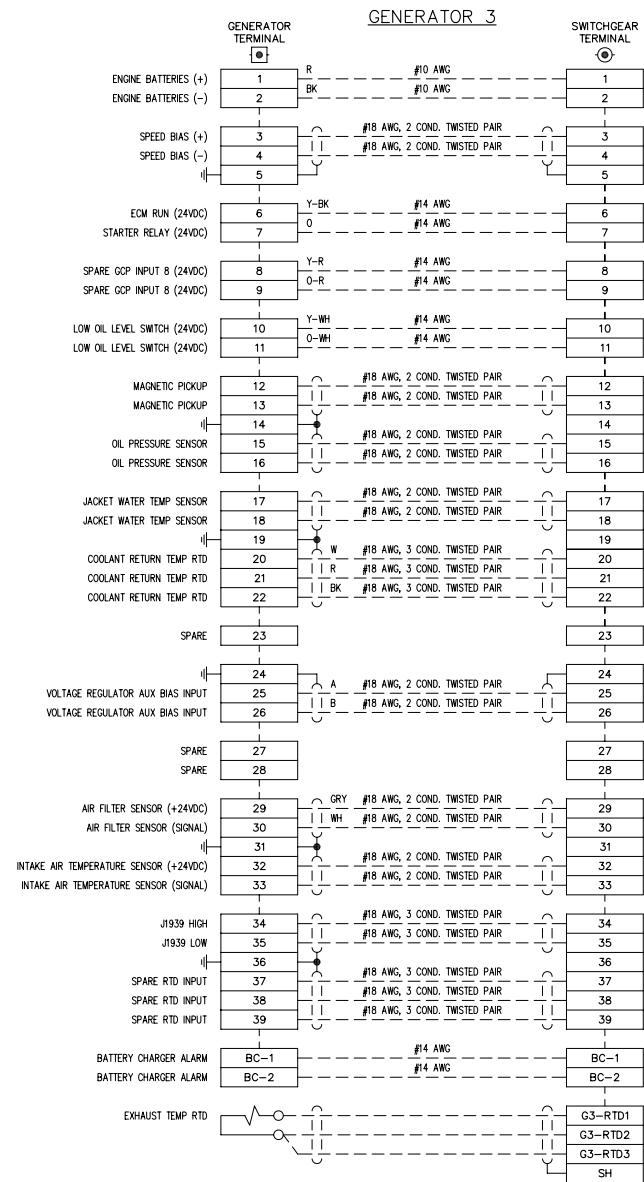 GENERATOR 3
GENERATOR TERMINAL SWITCHGEAR TERMINAL
ENGINE BATTERIES (+) 1 R #10 AWG 1
ENGINE BATTERIES (-) 2 BK #10 AWG 2
SPEED BIAS (+) 3 #18 AWG, 2 COND. TWISTED PAIR 3
SPEED BIAS (-) 4 #18 AWG, 2 COND. TWISTED PAIR 4
5 5
ECM RUN (24VDC) 6 Y-BK #14 AWG 6
STARTER RELAY (24VDC) 7 O #14 AWG 7
SPARE GCP INPUT 8 (24VDC) 8 Y-R #14 AWG 8
SPARE GCP INPUT 8 (24VDC) 9 O-R #14 AWG 9
LOW OIL LEVEL SWITCH (24VDC) 10 Y-WH #14 AWG 10
LOW OIL LEVEL SWITCH (24VDC) 11 O-WH #14 AWG 11
MAGNETIC PICKUP 12 #18 AWG, 2 COND. TWISTED PAIR 12
MAGNETIC PICKUP 13 #18 AWG, 2 COND. TWISTED PAIR 13
14 14
OIL PRESSURE SENSOR 15 #18 AWG, 2 COND. TWISTED PAIR 15
OIL PRESSURE SENSOR 16 #18 AWG, 2 COND. TWISTED PAIR 16
JACKET WATER TEMP SENSOR 17 #18 AWG, 2 COND. TWISTED PAIR 17
JACKET WATER TEMP SENSOR 18 #18 AWG, 2 COND. TWISTED PAIR 18
19 19
COOLANT RETURN TEMP RTD 20 W #18 AWG, 3 COND. TWISTED PAIR 20
COOLANT RETURN TEMP RTD 21 R #18 AWG, 3 COND. TWISTED PAIR 21
COOLANT RETURN TEMP RTD 22 BK #18 AWG, 3 COND. TWISTED PAIR 22
SPARE 23 23
24 24
VOLTAGE REGULATOR AUX BIAS INPUT 25 A #18 AWG, 2 COND. TWISTED PAIR 25
VOLTAGE REGULATOR AUX BIAS INPUT 26 B #18 AWG, 2 COND. TWISTED PAIR 26
SPARE 27 27
SPARE 28 28
AIR FILTER SENSOR (+24VDC) 29 GRY #18 AWG, 2 COND. TWISTED PAIR 29
AIR FILTER SENSOR (SIGNAL) 30 WH #18 AWG, 2 COND. TWISTED PAIR 30
31 31
INTAKE AIR TEMPERATURE SENSOR (+24VDC) 32 #18 AWG, 2 COND. TWISTED PAIR 32
INTAKE AIR TEMPERATURE SENSOR (SIGNAL) 33 #18 AWG, 2 COND. TWISTED PAIR 33
J1939 HIGH 34 #18 AWG, 3 COND. TWISTED PAIR 34
J1939 LOW 35 #18 AWG, 3 COND. TWISTED PAIR 35
36 36
SPARE RTD INPUT 37 #18 AWG, 3 COND. TWISTED PAIR 37
SPARE RTD INPUT 38 #18 AWG, 3 COND. TWISTED PAIR 38
SPARE RTD INPUT 39 #18 AWG, 3 COND. TWISTED PAIR 39
BATTERY CHARGER ALARM BC-1 #14 AWG BC-1
BATTERY CHARGER ALARM BC-2 #14 AWG BC-2
EXHAUST TEMP RTD G3-RTD1
G3-RTD2
G3-RTD3
SH